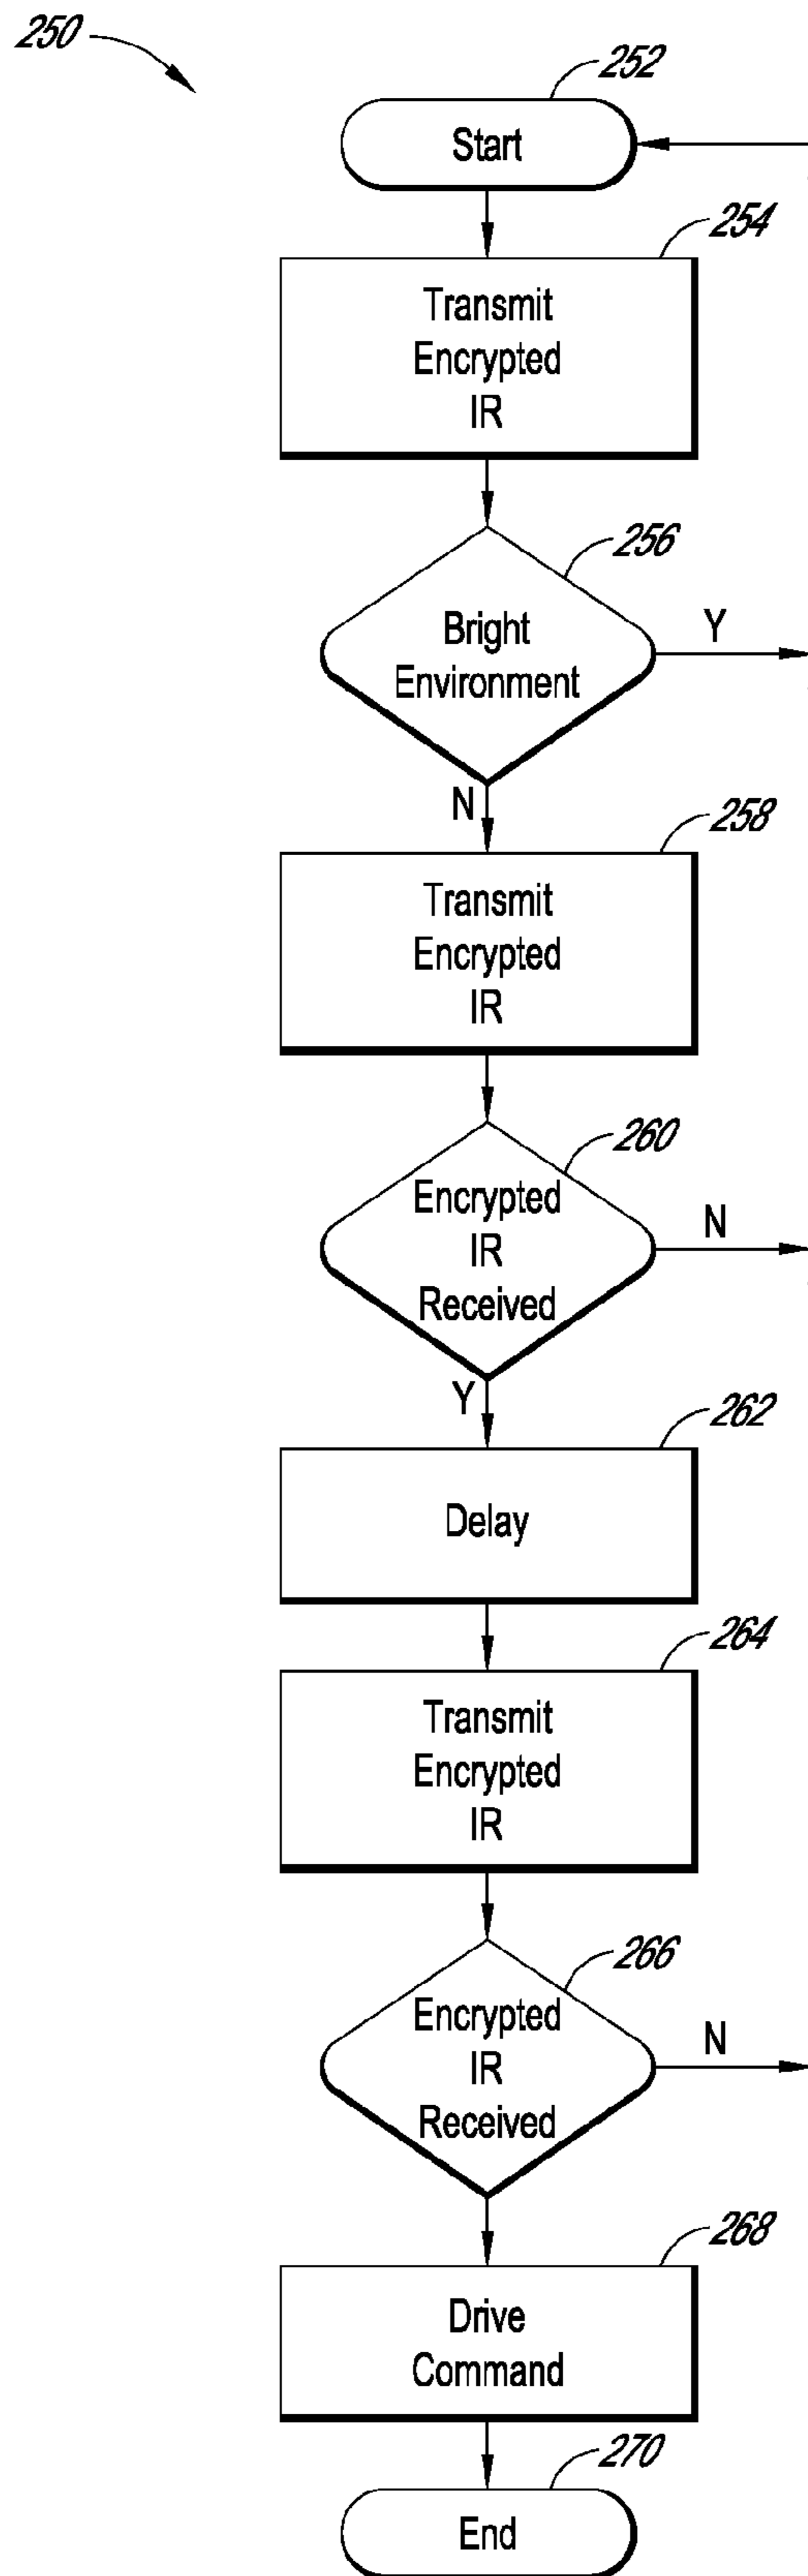 250
252
Start
254
Transmit
Encrypted
IR
256
Bright
Environment
Y
N
258
Transmit
Encrypted
IR
260
Encrypted
IR
Received
N
Y
262
Delay
264
Transmit
Encrypted
IR
266
Encrypted
IR
Received
N
268
Drive
Command
270
End